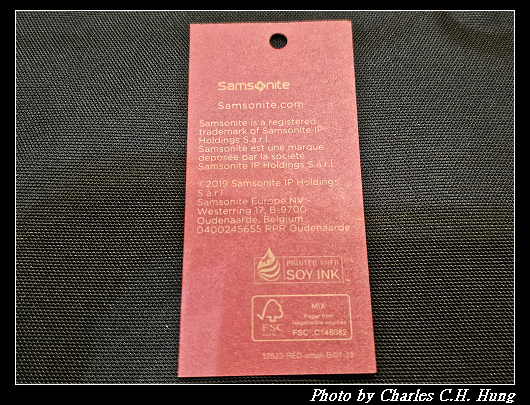 Samsonite
Samsonite.com
Samsonite is a registered
trademark of Samsonite IP
Holdings S.à r.l.
Samsonite est une marque
déposée par la société
Samsonite IP Holdings S.à r.l.
©2019 Samsonite IP Holdings
S.à r.l.
Samsonite Europe NV -
Westerring 17, B-9700
Oudenaarde, Belgium
0400245655 RPR Oudenaarde
PRINTED WITH
SOY INK
MIX
Paper from
responsible sources
FSC
FSC® C148082
12523-RED-small-B/01-19
Photo by Charles C.H. Hung